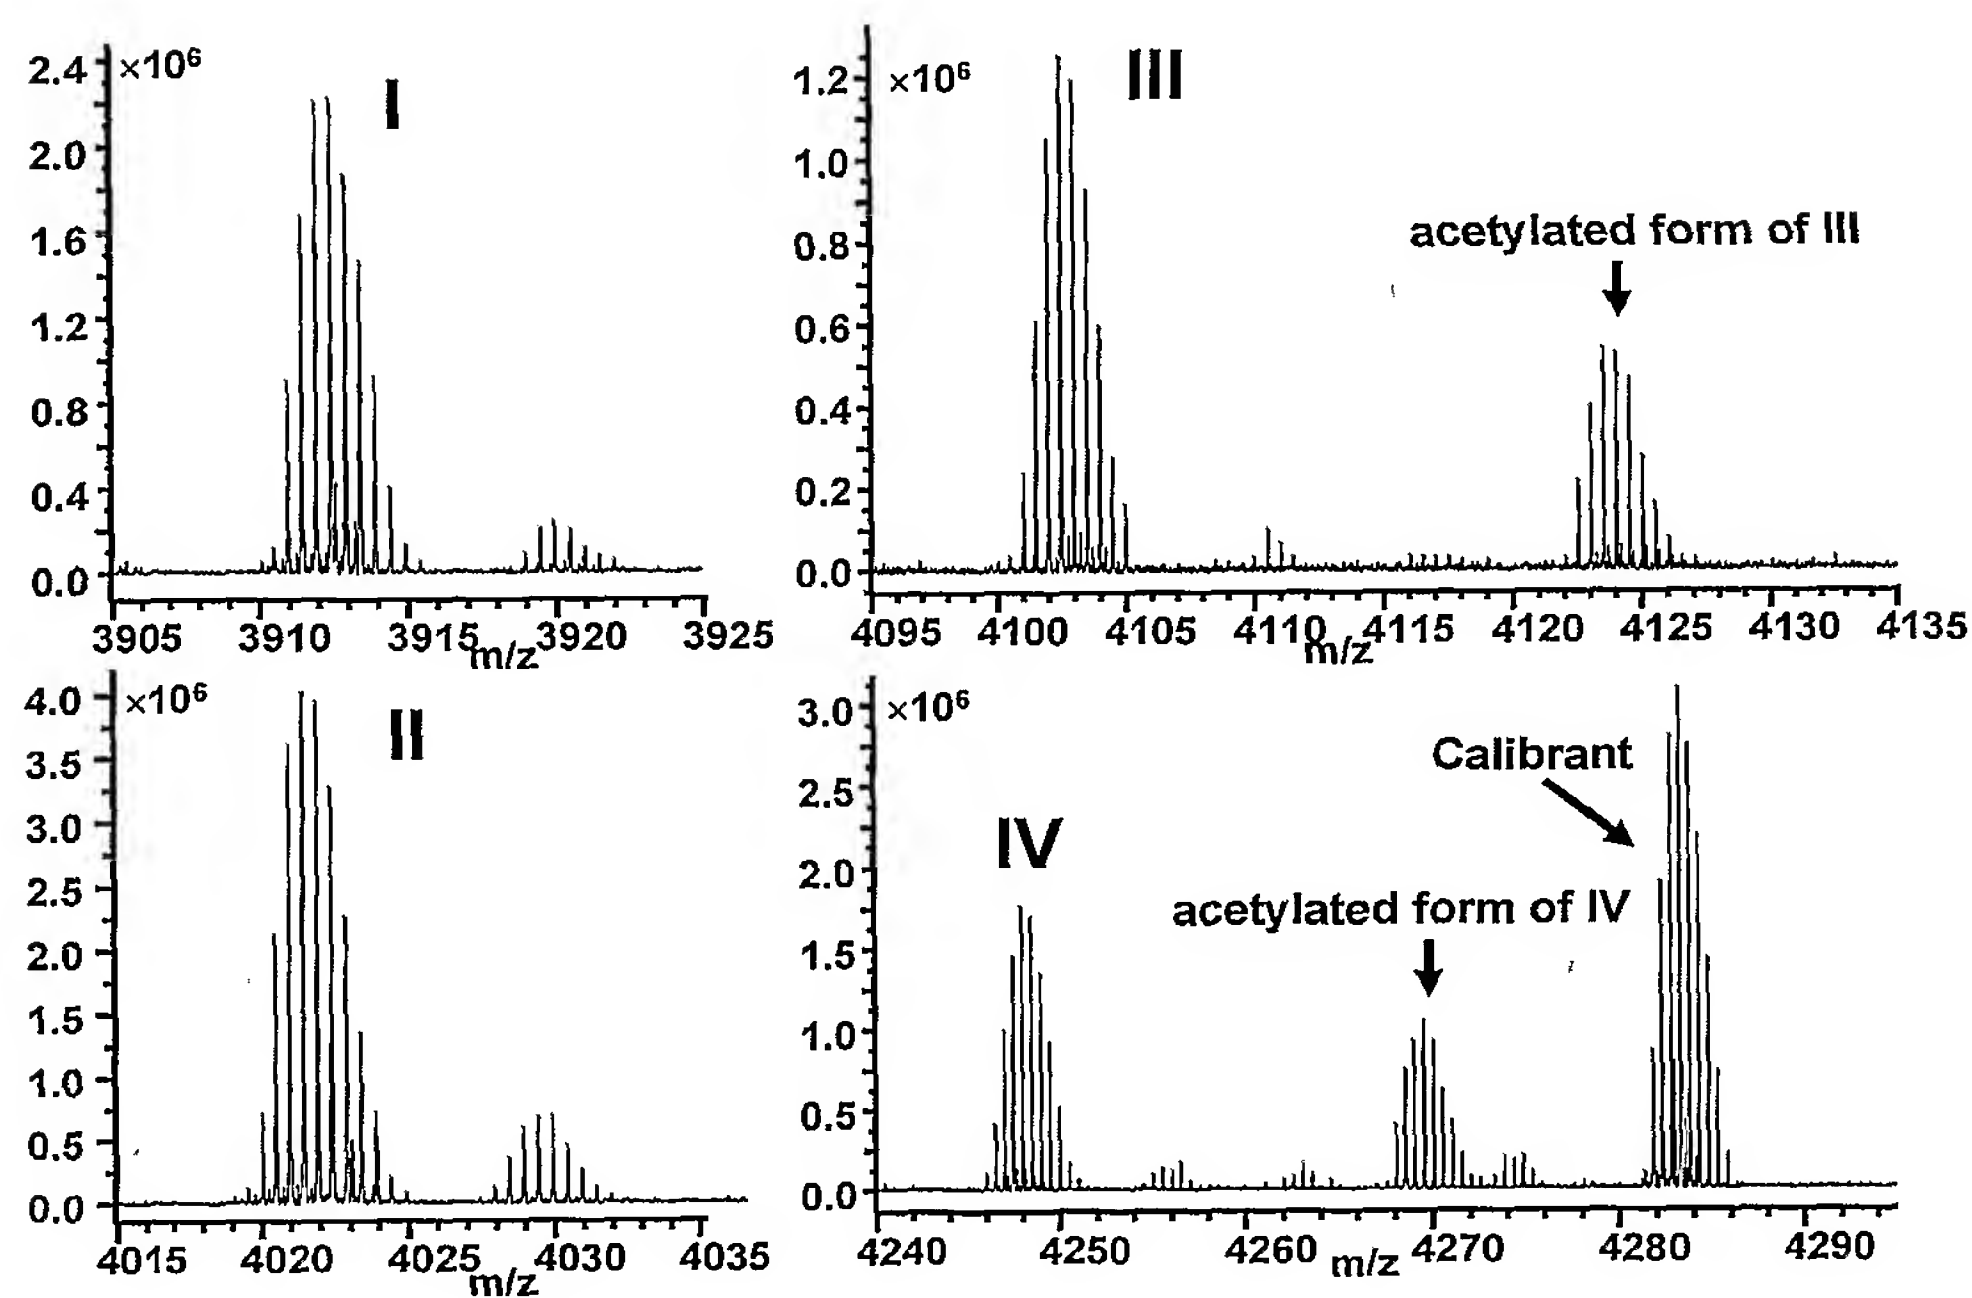 ×10⁶
I
2.4
2.0
1.6
1.2
0.8
0.4
0.0
3905 3910 3915 3920 3925
m/z
×10⁶
III
1.2
1.0
0.8
0.6
0.4
0.2
0.0
acetylated form of III
4095 4100 4105 4110 4115 4120 4125 4130 4135
m/z
×10⁶
II
4.0
3.5
3.0
2.5
2.0
1.5
1.0
0.5
0.0
4015 4020 4025 4030 4035
m/z
×10⁶
3.0
2.5
2.0
1.5
1.0
0.5
0.0
Calibrant
IV
acetylated form of IV
4240 4250 4260 4270 4280 4290
m/z